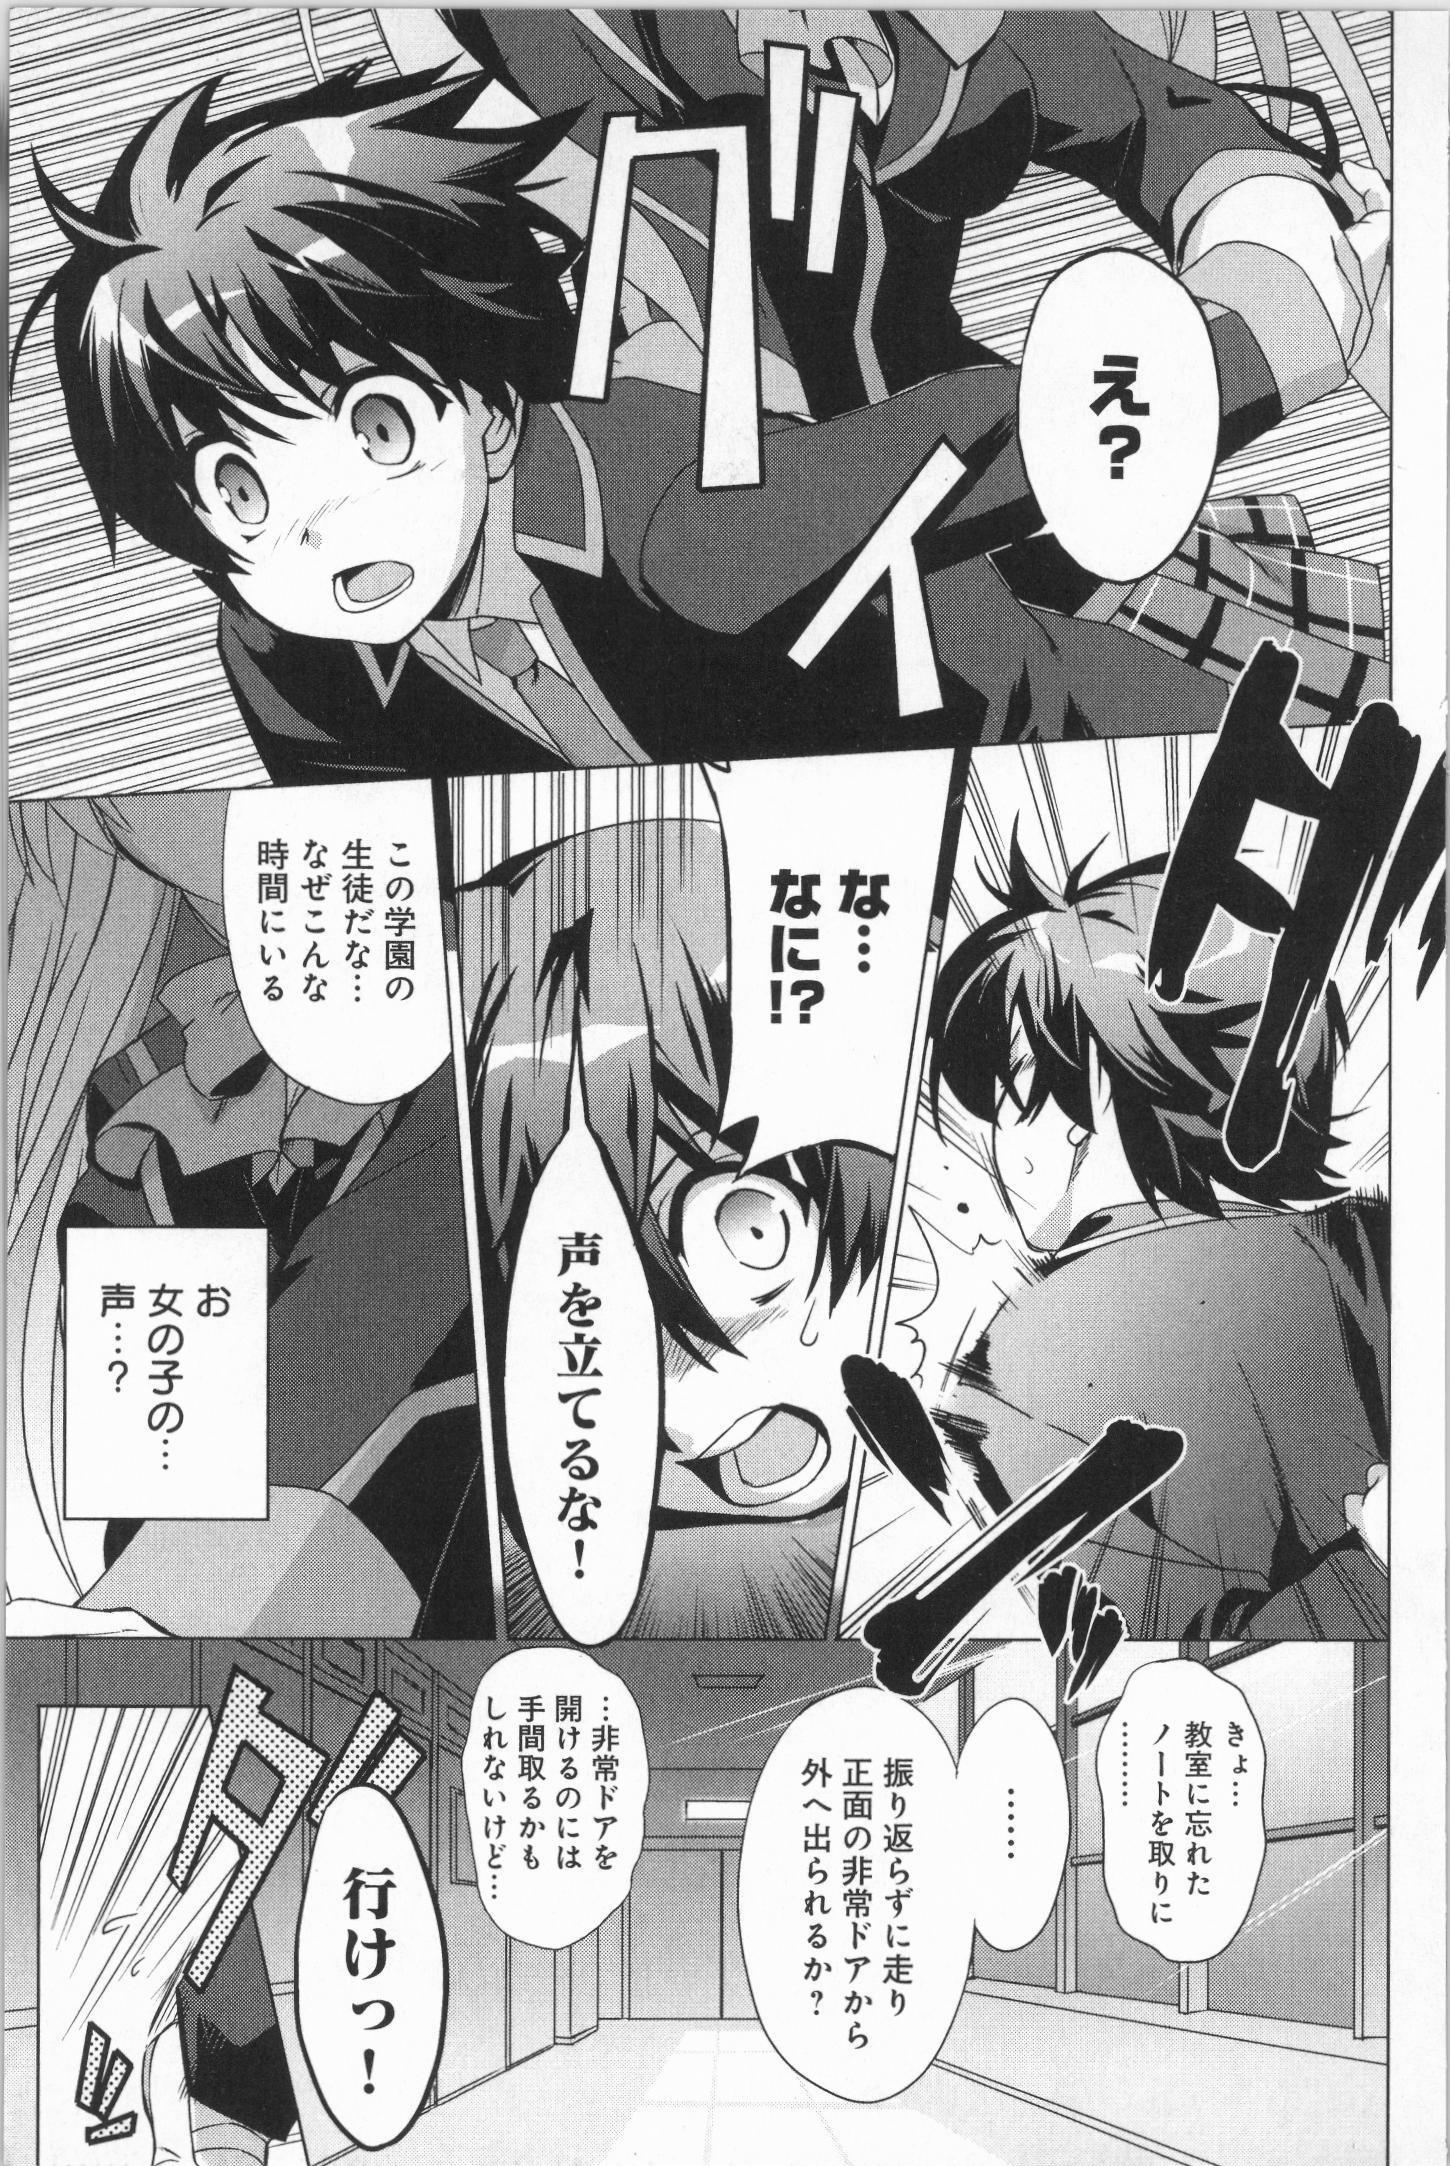 グイ
え?
ドン
な…
なに!?
声を立てるな!
この学園の
生徒だな…
なぜこんな
時間にいる
お
女の子の…
声…?
きょ…
教室に忘れた
ノートを取りに
………
……
振り返らずに走り
正面の非常ドアから
外へ出られるか?
…非常ドアを
開けるのには
手間取るかも
しれないけど…
行けっ!
ダッ